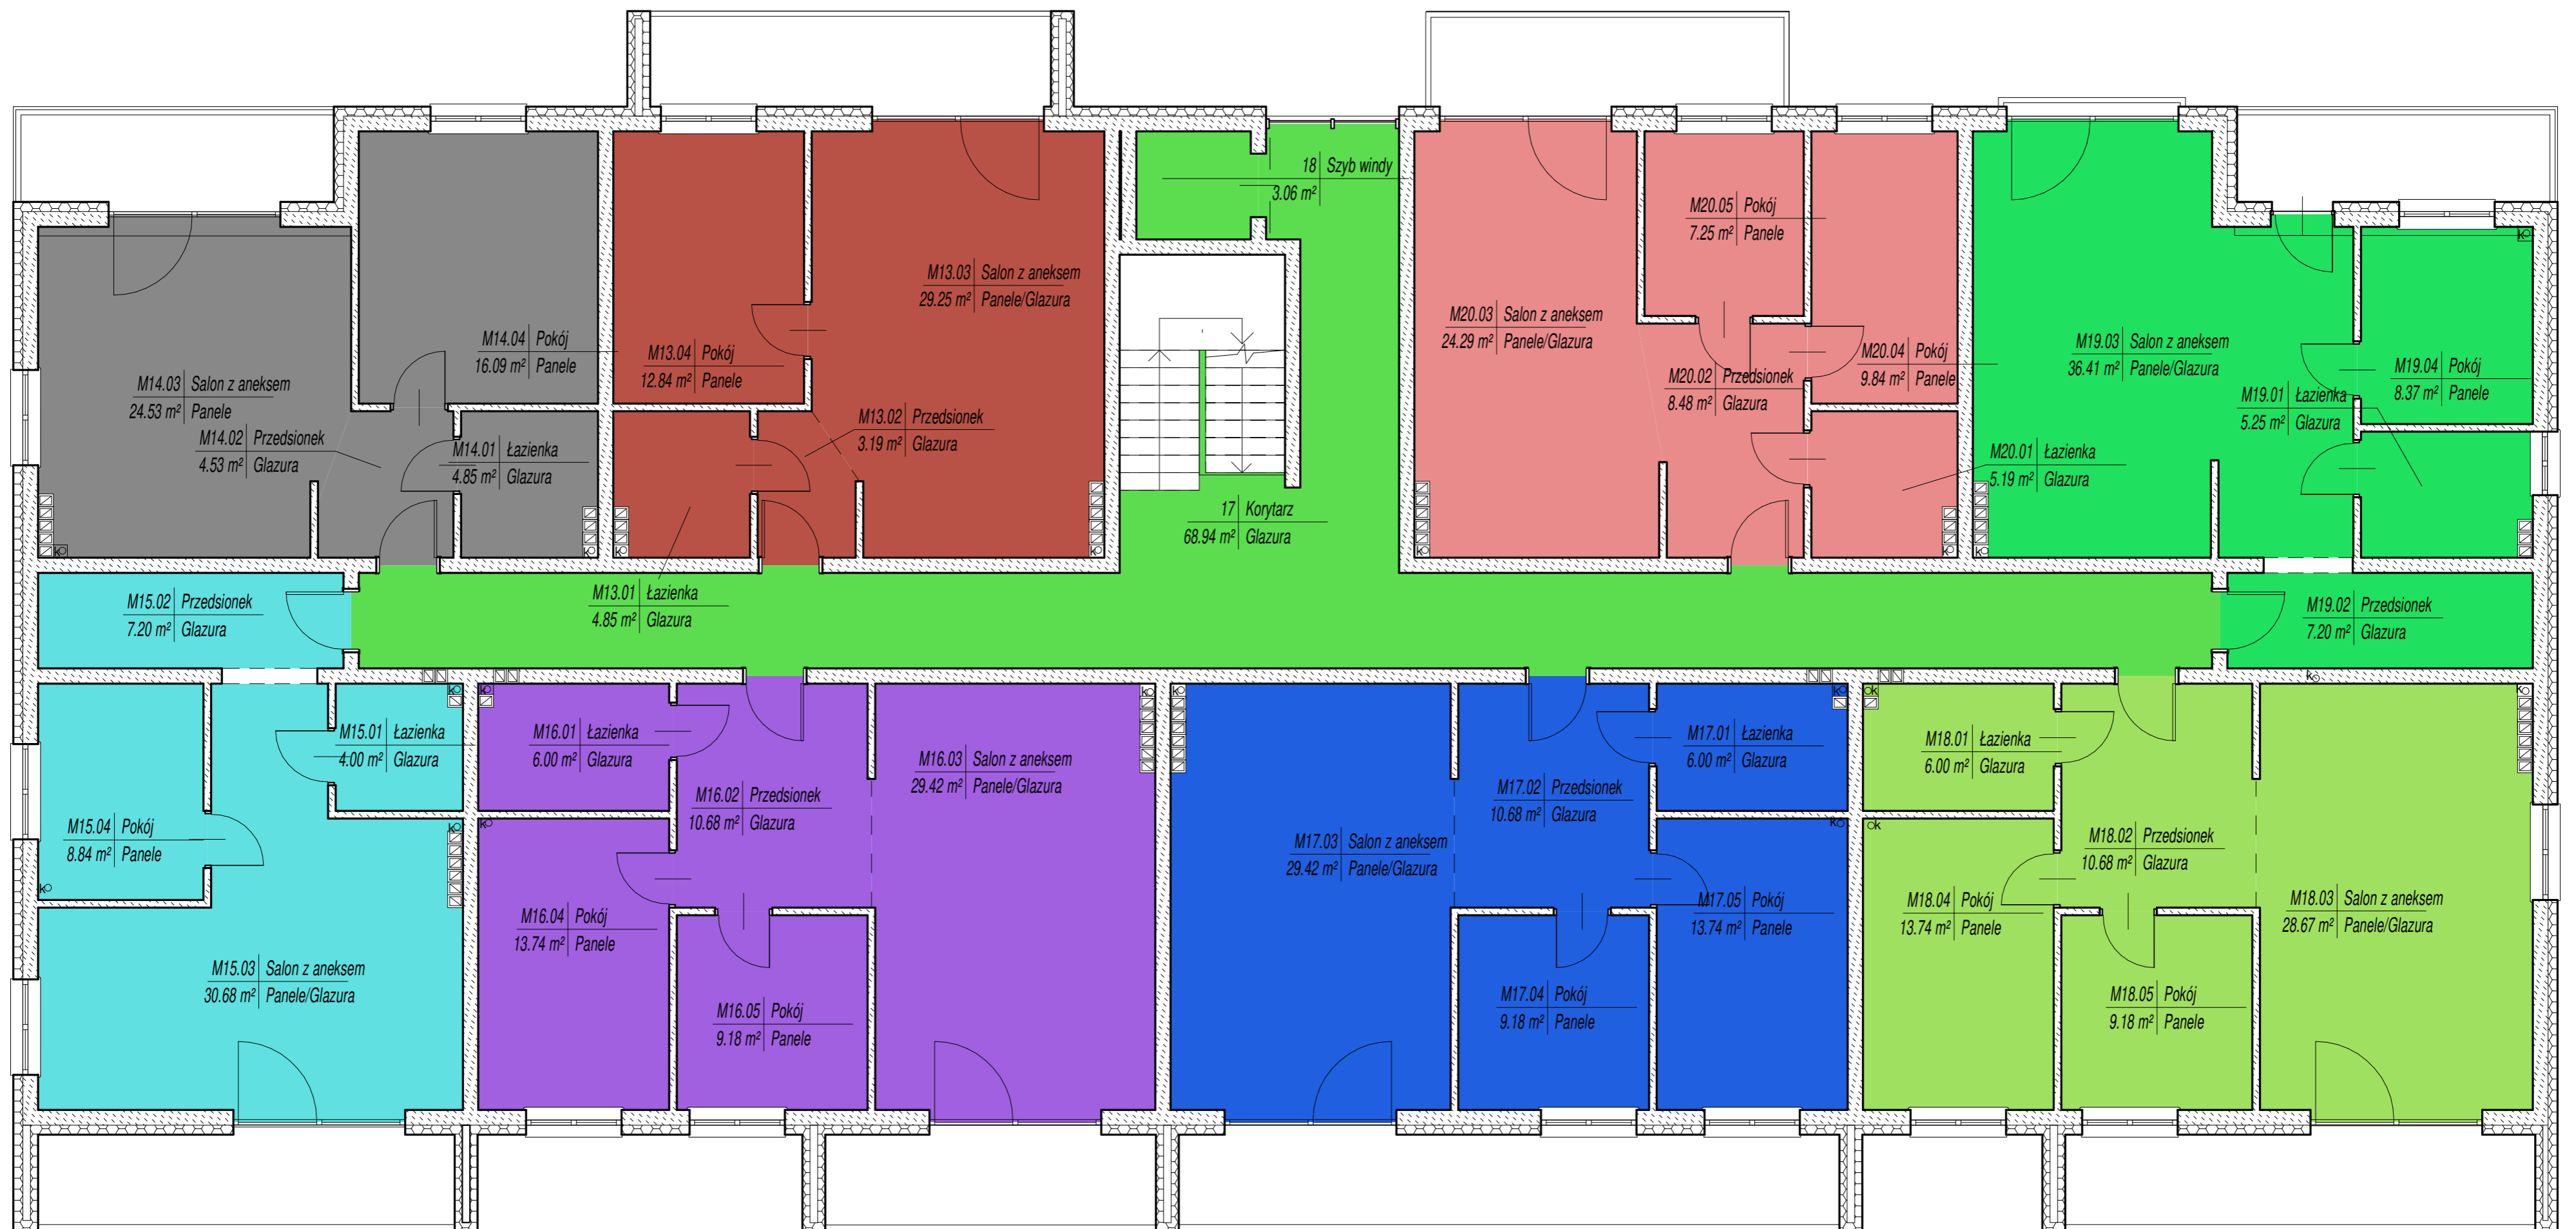 18 Szyb windy
3.06 m²
M20.05 Pokój
7.25 m² Panele
M13.03 Salon z aneksem
29.25 m² Panele/Glazura
M20.03 Salon z aneksem
24.29 m² Panele/Glazura
M14.04 Pokój
16.09 m² Panele
M13.04 Pokój
12.84 m² Panele
M20.04 Pokój
9.84 m² Panele
M19.03 Salon z aneksem
36.41 m² Panele/Glazura
M19.04 Pokój
8.37 m² Panele
M14.03 Salon z aneksem
24.53 m² Panele
M20.02 Przedsionek
8.48 m² Glazura
M19.01 Łazienka
5.25 m² Glazura
M13.02 Przedsionek
3.19 m² Glazura
M14.02 Przedsionek
4.53 m² Glazura
M14.01 Łazienka
4.85 m² Glazura
M20.01 Łazienka
5.19 m² Glazura
17 Korytarz
68.94 m² Glazura
M15.02 Przedsionek
7.20 m² Glazura
M13.01 Łazienka
4.85 m² Glazura
M19.02 Przedsionek
7.20 m² Glazura
M15.01 Łazienka
4.00 m² Glazura
M16.01 Łazienka
6.00 m² Glazura
M16.03 Salon z aneksem
29.42 m² Panele/Glazura
M17.01 Łazienka
6.00 m² Glazura
M18.01 Łazienka
6.00 m² Glazura
M16.02 Przedsionek
10.68 m² Glazura
M17.02 Przedsionek
10.68 m² Glazura
M15.04 Pokój
8.84 m² Panele
M17.03 Salon z aneksem
29.42 m² Panele/Glazura
M18.02 Przedsionek
10.68 m² Glazura
M16.04 Pokój
13.74 m² Panele
M17.05 Pokój
13.74 m² Panele
M18.04 Pokój
13.74 m² Panele
M18.03 Salon z aneksem
28.67 m² Panele/Glazura
M15.03 Salon z aneksem
30.68 m² Panele/Glazura
M16.05 Pokój
9.18 m² Panele
M17.04 Pokój
9.18 m² Panele
M18.05 Pokój
9.18 m² Panele